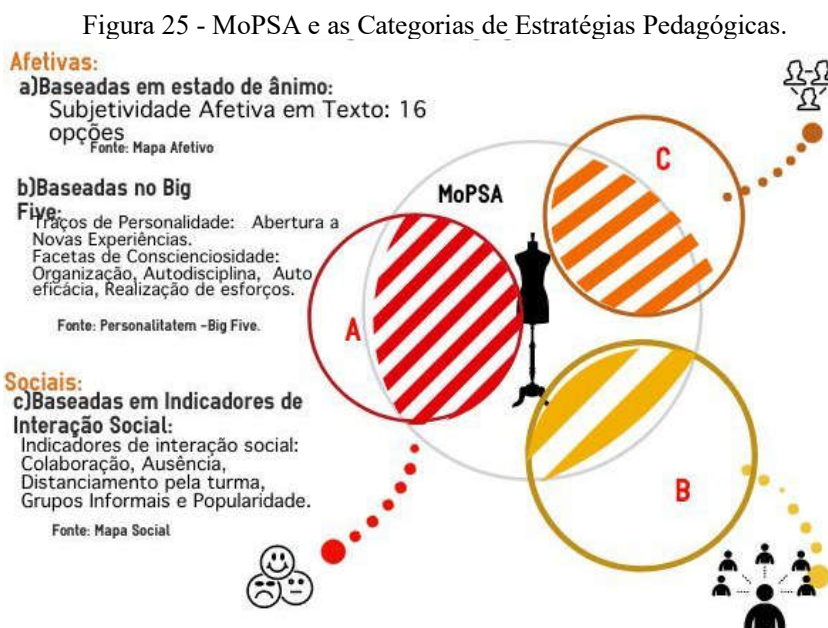 Figura 25 - MoPSA e as Categorias de Estratégias Pedagógicas.
Afetivas:
a)Baseadas em estado de ânimo:
Subjetividade Afetiva em Texto: 16
opções
Fonte: Mapa Afetivo
b)Baseadas no Big
Five:
Traços de Personalidade: Abertura a
Novas Experiências.
Facetas de Conscienciosidade:
Organização, Autodisciplina, Auto
eficácia, Realização de esforços.
Fonte: Personalitatem -Big Five.
Sociais:
c)Baseadas em Indicadores de
Interação Social:
Indicadores de interação social:
Colaboração, Ausência,
Distanciamento pela turma,
Grupos Informais e Popularidade.
Fonte: Mapa Social
MoPSA
C
A
B